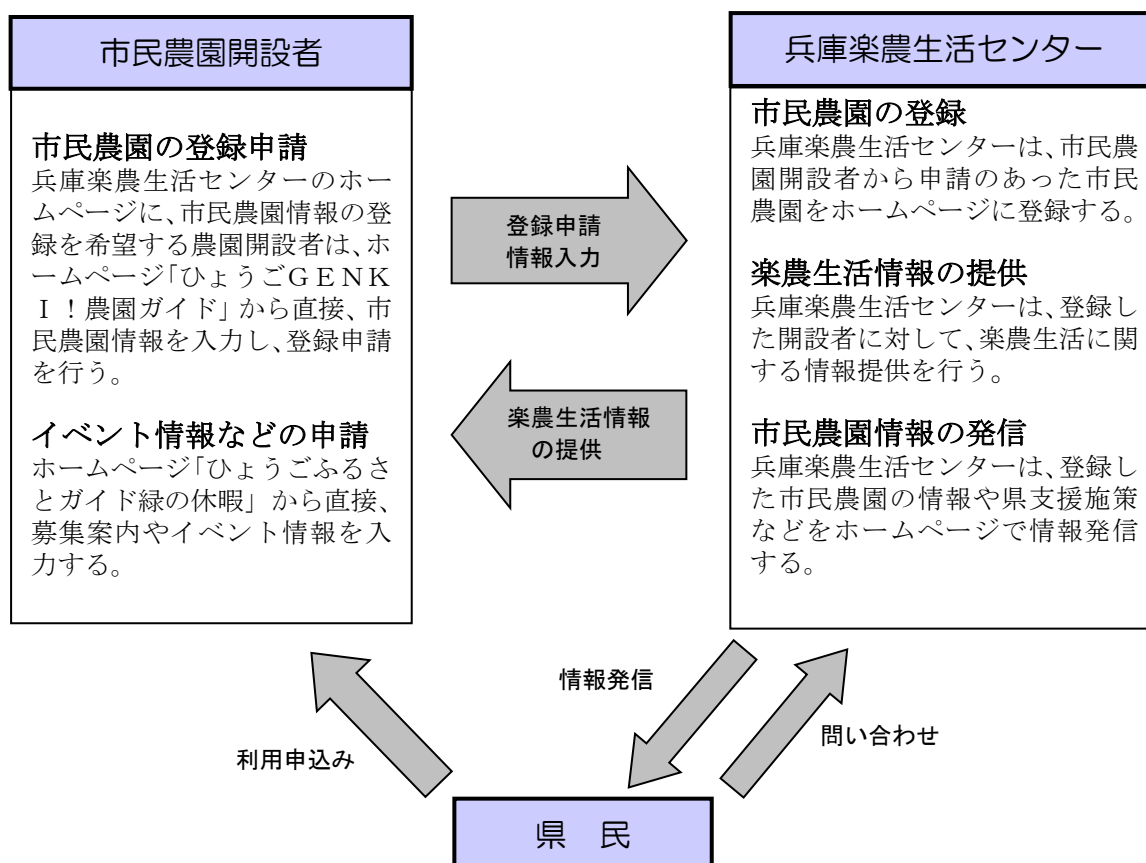 市民農園開設者
市民農園の登録申請
兵庫楽農生活センターのホー
ムページに、市民農園情報の登
録を希望する農園開設者は、ホ
ームページ「ひょうごＧＥＮＫ
Ｉ！農園ガイド」から直接、市
民農園情報を入力し、登録申請
を行う。
イベント情報などの申請
ホームページ「ひょうごふるさ
とガイド緑の休暇」から直接、
募集案内やイベント情報を入
力する。
登録申請
情報入力
楽農生活情報
の提供
兵庫楽農生活センター
市民農園の登録
兵庫楽農生活センターは、市民農
園開設者から申請のあった市民
農園をホームページに登録する。
楽農生活情報の提供
兵庫楽農生活センターは、登録し
た開設者に対して、楽農生活に関
する情報提供を行う。
市民農園情報の発信
兵庫楽農生活センターは、登録し
た市民農園の情報や県支援施策
などをホームページで情報発信
する。
利用申込み
情報発信
問い合わせ
県　民